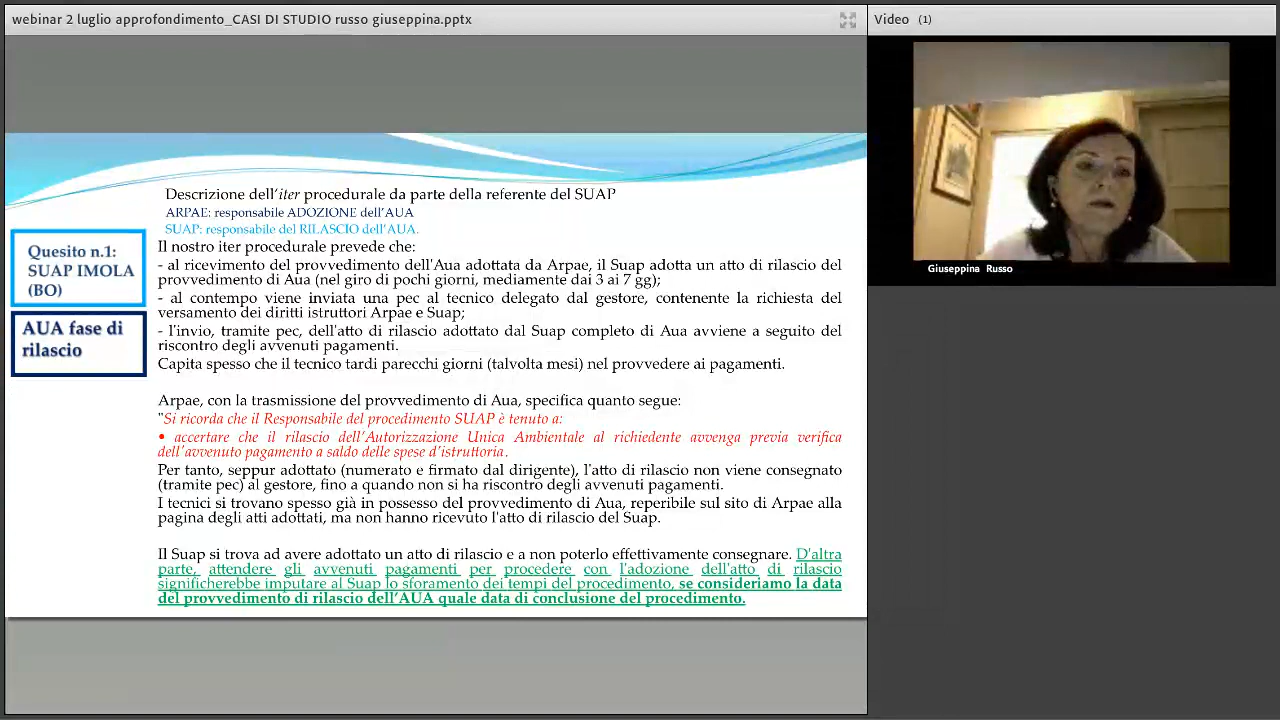 webinar 2 luglio approfondimento_CASI DI STUDIO russo giuseppina.pptx
Video (1)
Giuseppina Russo
Quesito n.1:
SUAP IMOLA
(BO)
AUA fase di
rilascio
Descrizione dell'iter procedurale da parte della referente del SUAP
ARPAE: responsabile ADOZIONE dell'AUA
SUAP: responsabile del RILASCIO dell'AUA.
Il nostro iter procedurale prevede che:
- al ricevimento del provvedimento dell'Aua adottata da Arpae, il Suap adotta un atto di rilascio del
provvedimento di Aua (nel giro di pochi giorni, mediamente dai 3 ai 7 gg);
- al contempo viene inviata una pec al tecnico delegato dal gestore, contenente la richiesta del
versamento dei diritti istruttori Arpae e Suap;
- l'invio, tramite pec, dell'atto di rilascio adottato dal Suap completo di Aua avviene a seguito del
riscontro degli avvenuti pagamenti.
Capita spesso che il tecnico tardi parecchi giorni (talvolta mesi) nel provvedere ai pagamenti.
Arpae, con la trasmissione del provvedimento di Aua, specifica quanto segue:
"Si ricorda che il Responsabile del procedimento SUAP è tenuto a:
• accertare che il rilascio dell'Autorizzazione Unica Ambientale al richiedente avvenga previa verifica
dell'avvenuto pagamento a saldo delle spese d'istruttoria.
Per tanto, seppur adottato (numerato e firmato dal dirigente), l'atto di rilascio non viene consegnato
(tramite pec) al gestore, fino a quando non si ha riscontro degli avvenuti pagamenti.
I tecnici si trovano spesso già in possesso del provvedimento di Aua, reperibile sul sito di Arpae alla
pagina degli atti adottati, ma non hanno ricevuto l'atto di rilascio del Suap.
Il Suap si trova ad avere adottato un atto di rilascio e a non poterlo effettivamente consegnare. D'altra
parte, attendere gli avvenuti pagamenti per procedere con l'adozione dell'atto di rilascio
significherebbe imputare al Suap lo sforamento dei tempi del procedimento, se consideriamo la data
del provvedimento di rilascio dell'AUA quale data di conclusione del procedimento.